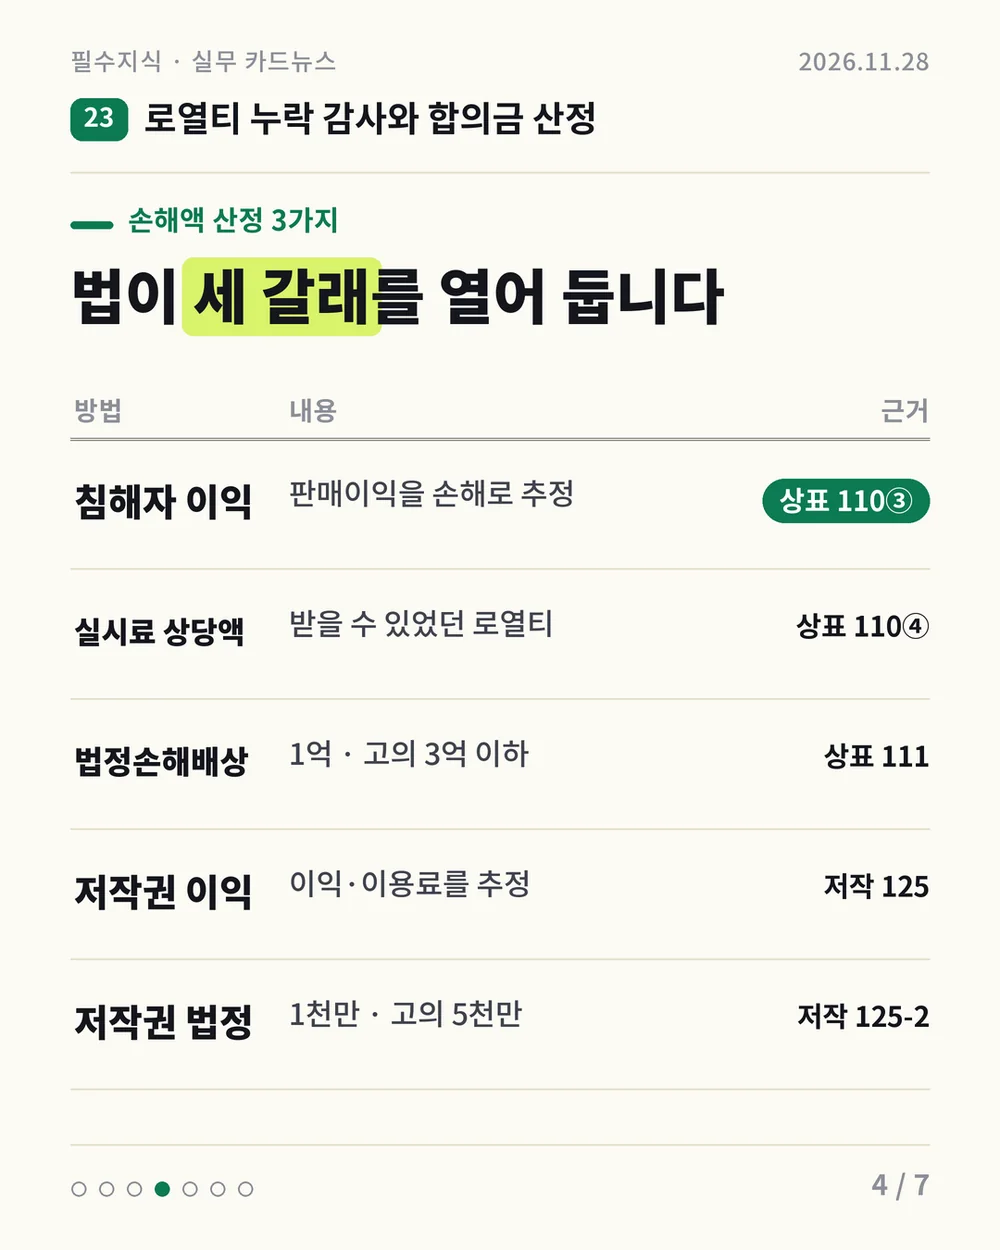 필수지식 · 실무 카드뉴스 2026.11.28
23 로열티 누락 감사와 합의금 산정
손해액 산정 3가지
법이 세 갈래를 열어 둡니다
방법 내용 근거
침해자 이익 판매이익을 손해로 추정 상표 110③
실시료 상당액 받을 수 있었던 로열티 상표 110④
법정손해배상 1억 · 고의 3억 이하 상표 111
저작권 이익 이익·이용료를 추정 저작 125
저작권 법정 1천만 · 고의 5천만 저작 125-2
4 / 7